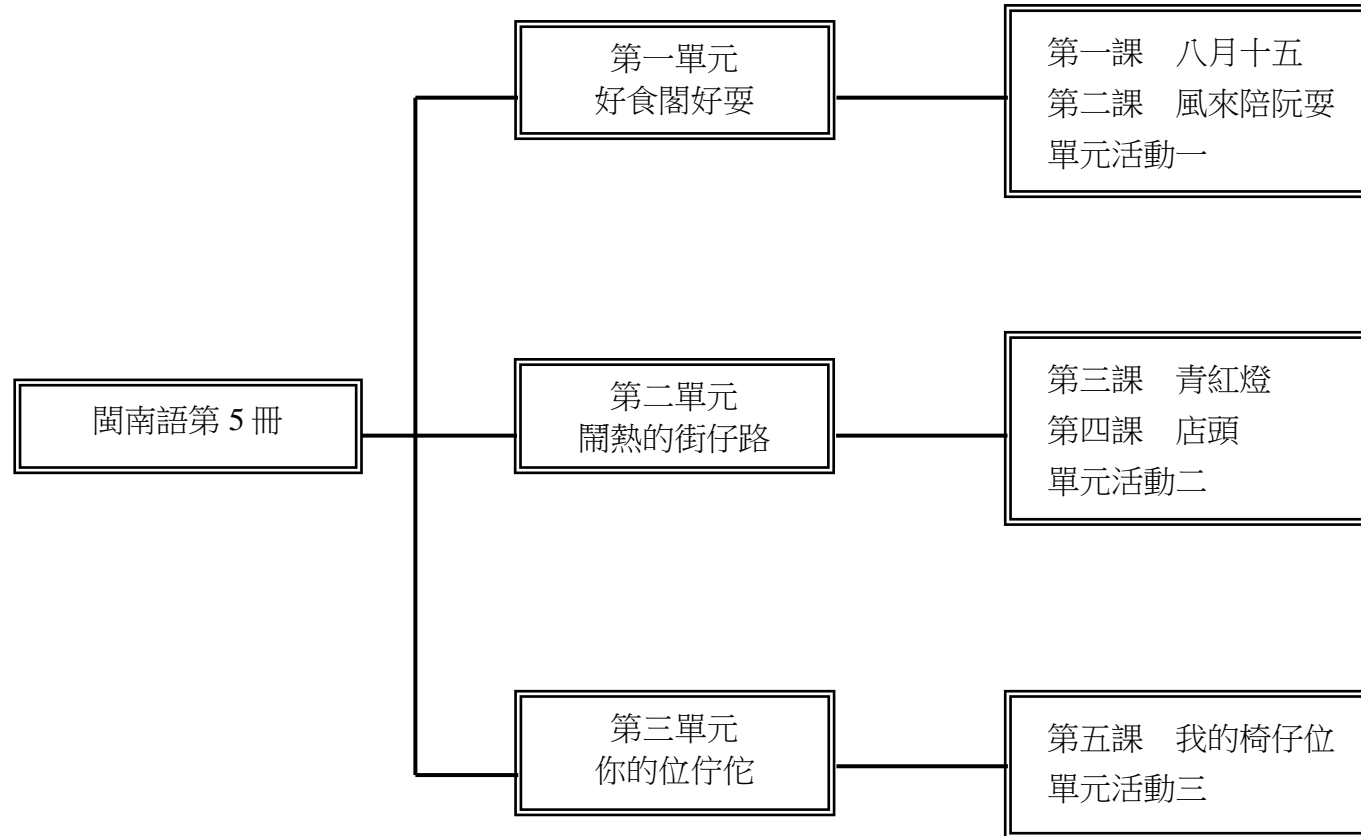 閩南語第 5 冊
第一單元
好食閣好耍
第一課　八月十五
第二課　風來陪阮耍
單元活動一
第二單元
鬧熱的街仔路
第三課　青紅燈
第四課　店頭
單元活動二
第三單元
你的位佇佗
第五課　我的椅仔位
單元活動三